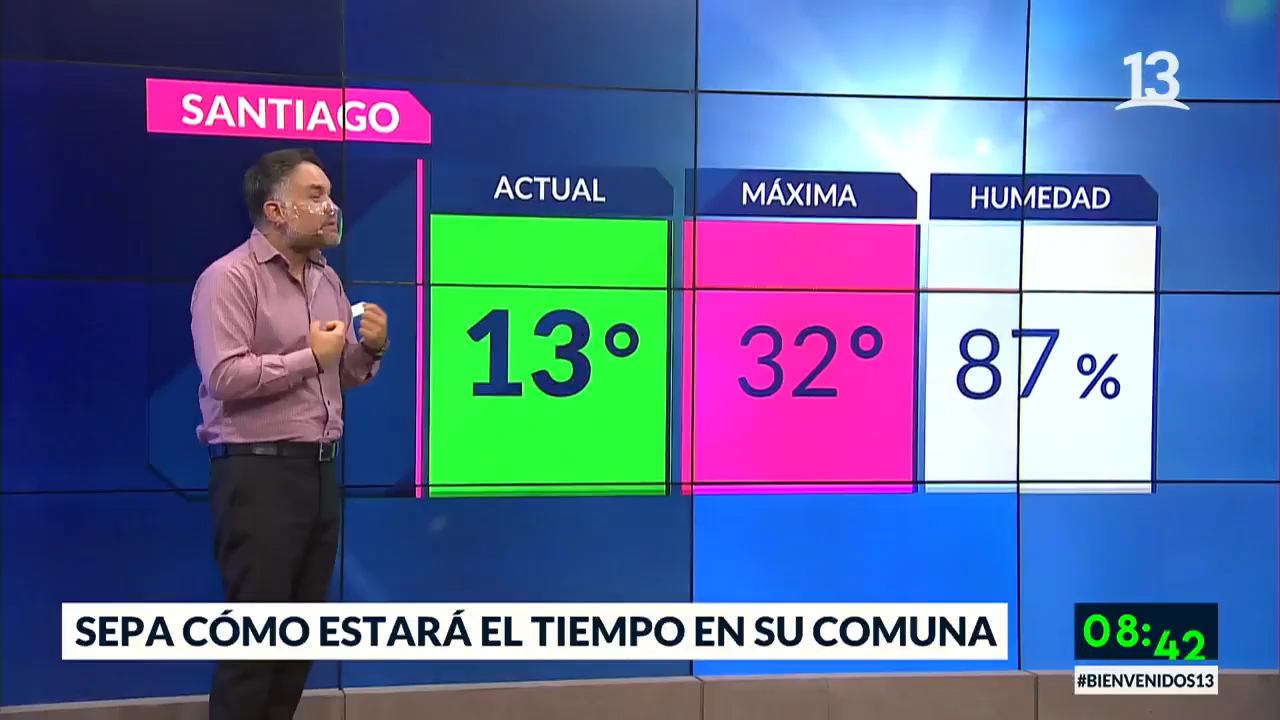 13
SANTIAGO
ACTUAL
MÁXIMA
HUMEDAD
13°
32°
87 %
SEPA CÓMO ESTARÁ EL TIEMPO EN SU COMUNA
08:42
#BIENVENIDOS13